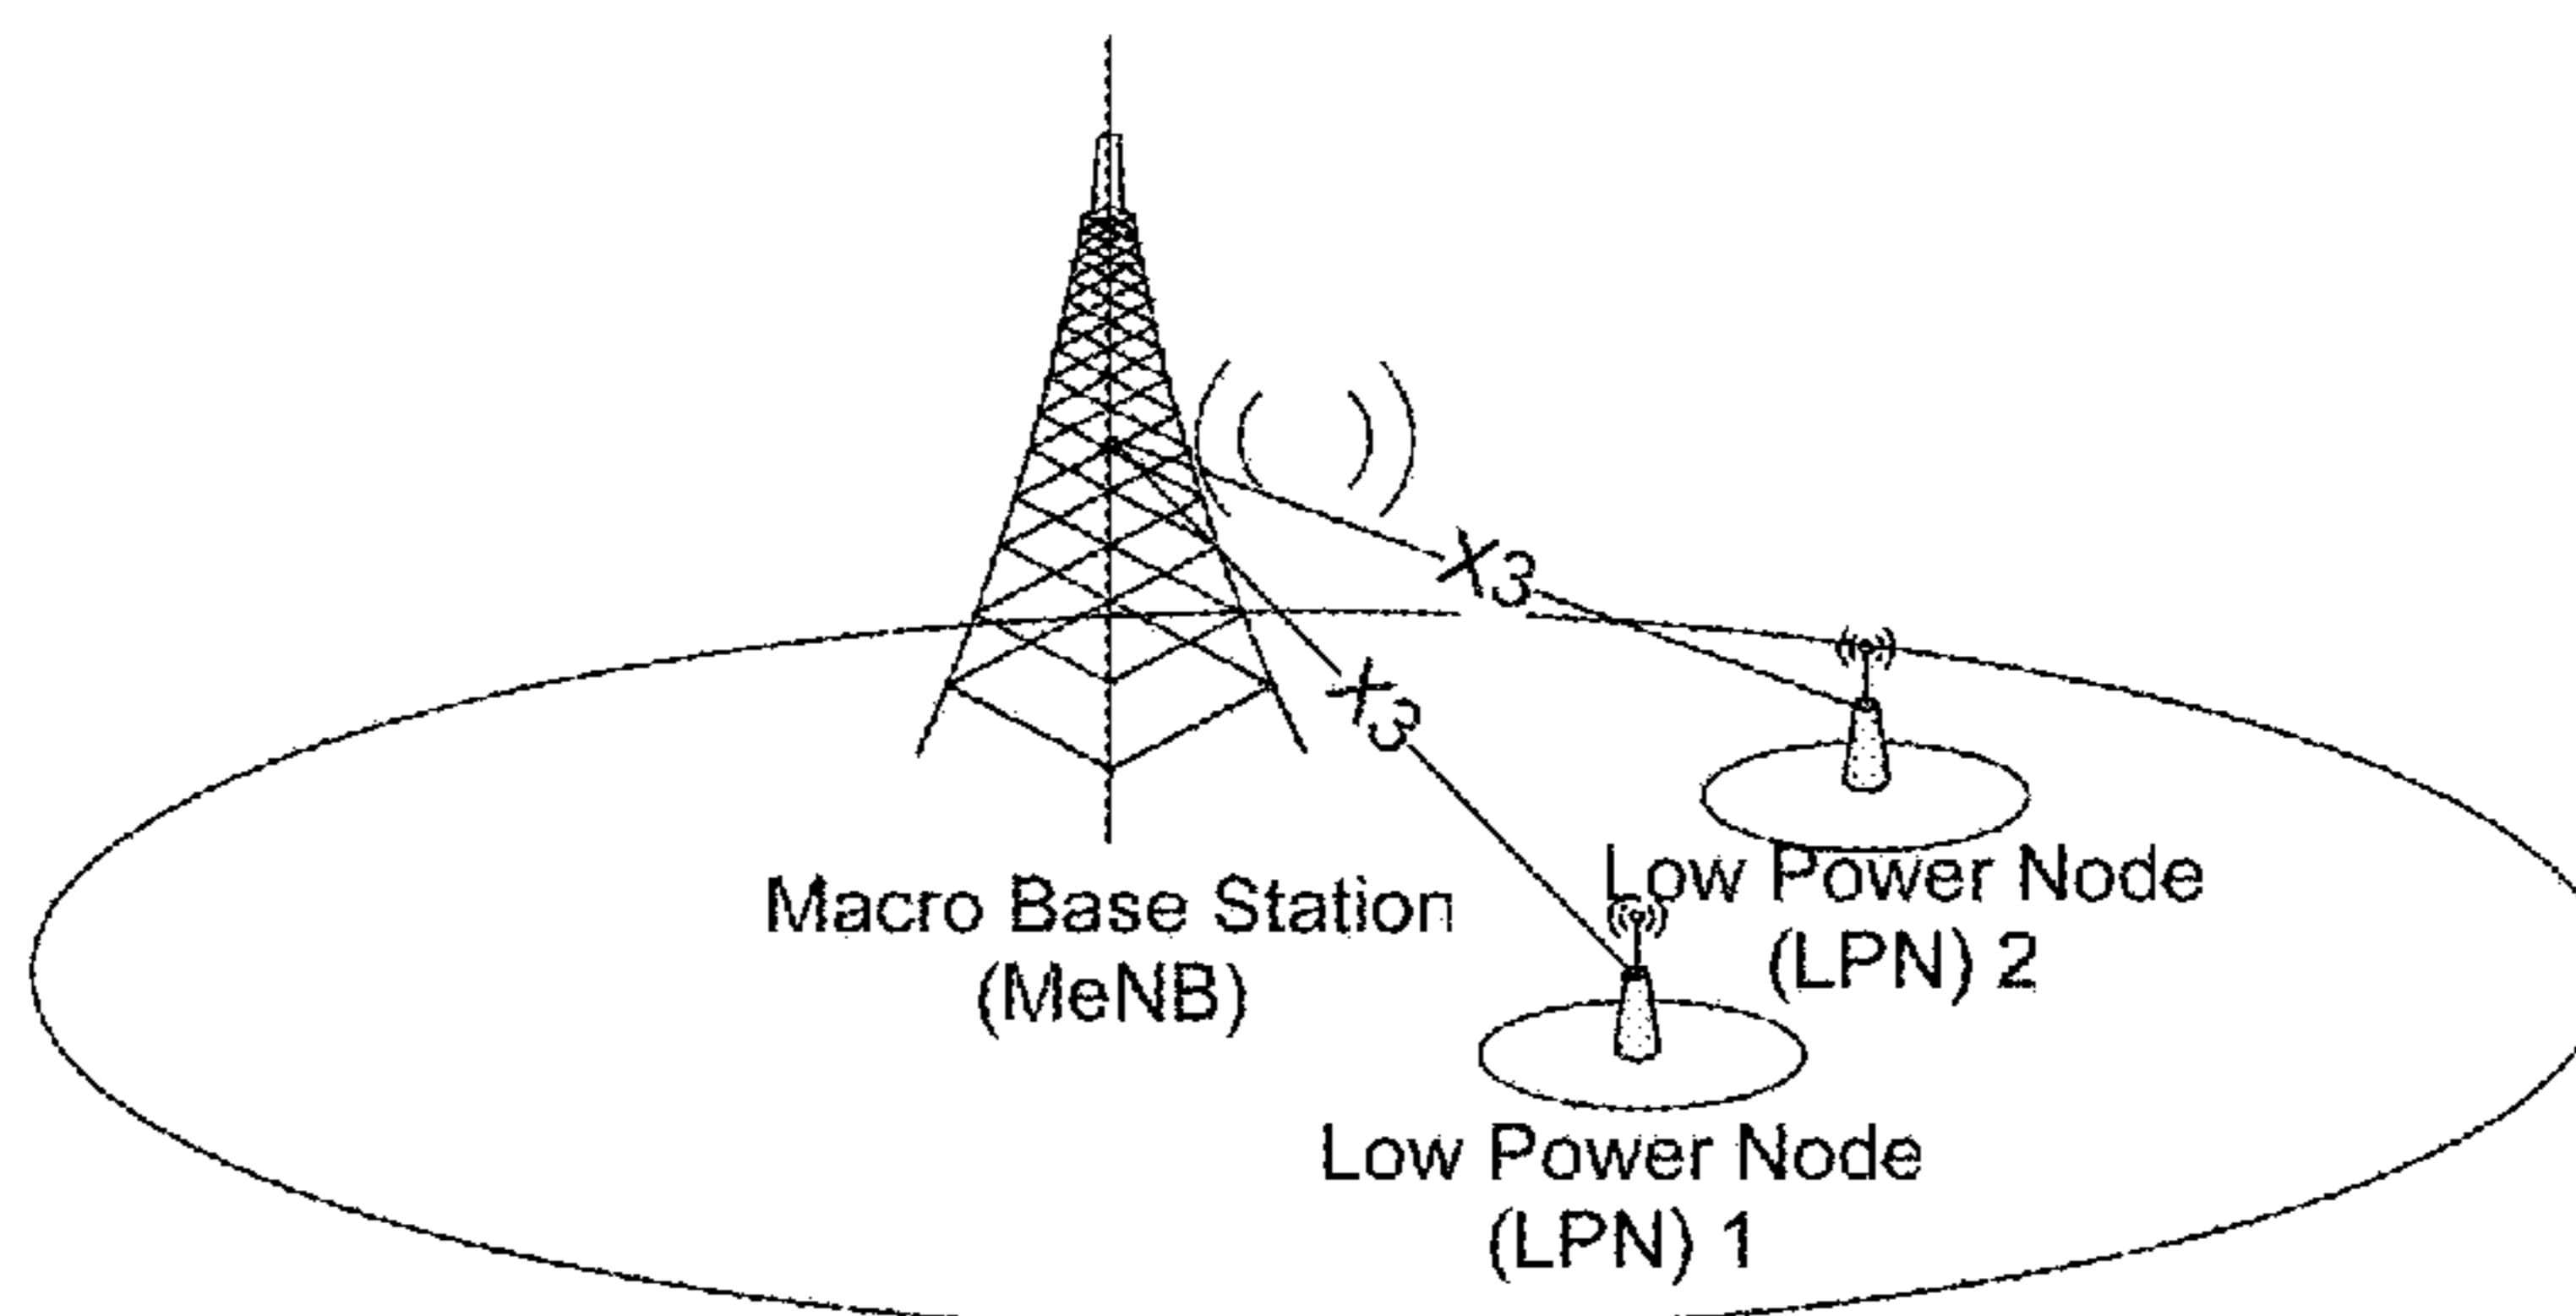 X3
X3
Macro Base Station
(MeNB)
Low Power Node
(LPN) 2
Low Power Node
(LPN) 1